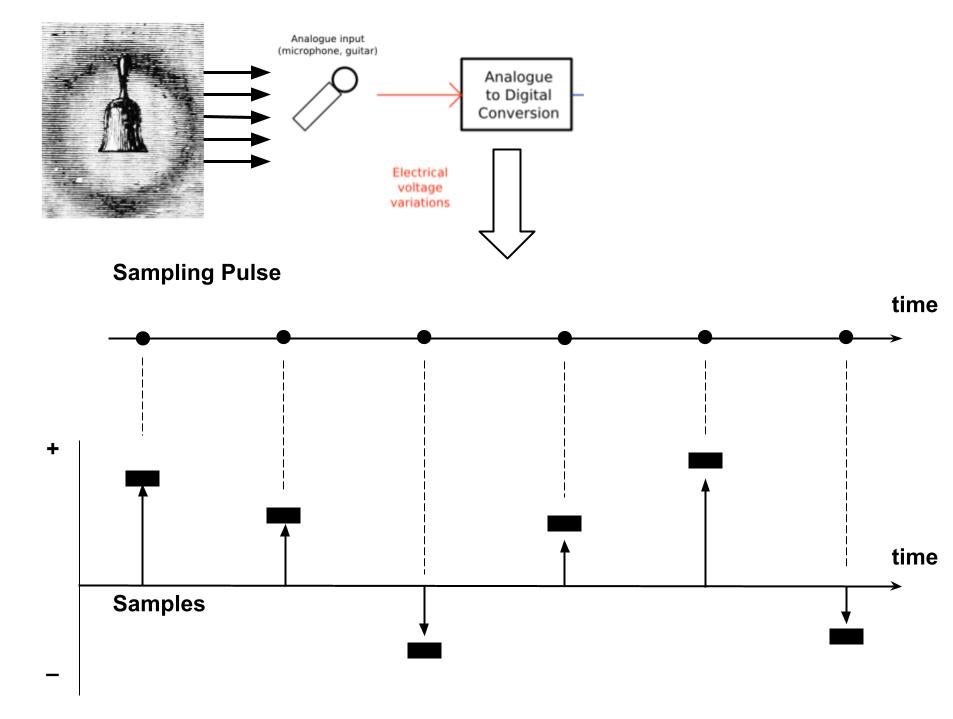 Analogue input
(microphone, guitar)
Analogue
to Digital
Conversion
Electrical
voltage
variations
Sampling Pulse
time
+
time
Samples
–